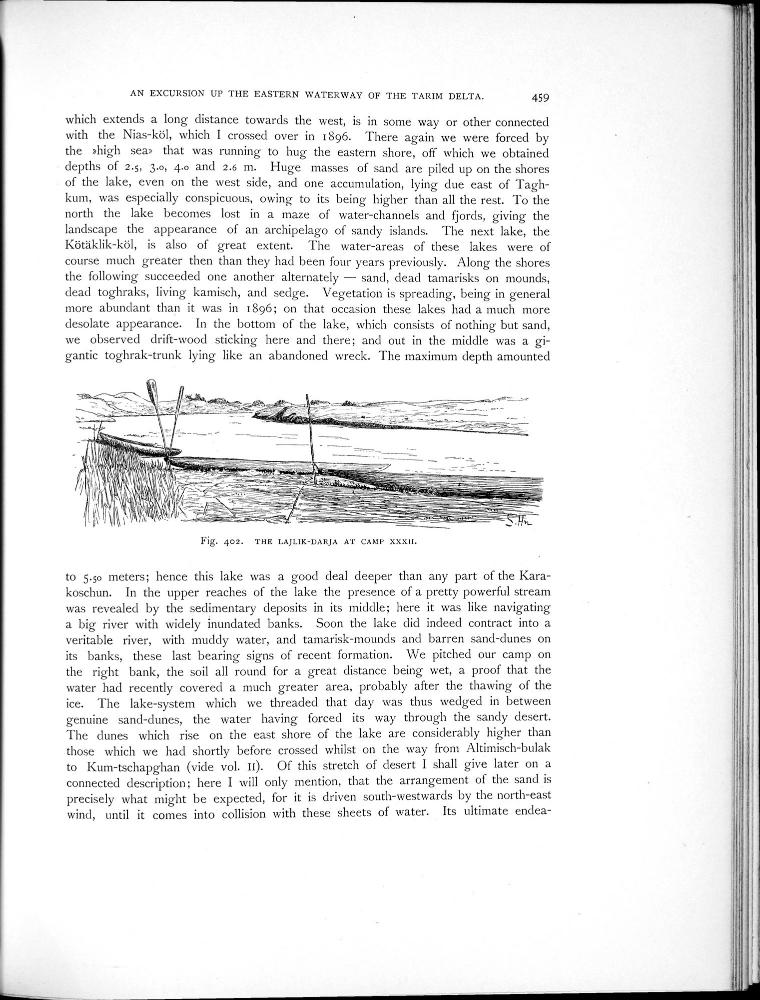 AN EXCURSION UP THE EASTERN WATERWAY OF THE TARIM DELTA. 459
which extends a long distance towards the west, is in some way or other connected
with the Nias-köl, which I crossed over in 1896. There again we were forced by
the »high sea» that was running to hug the eastern shore, off which we obtained
depths of 2.5, 3.0, 4.0 and 2.6 m. Huge masses of sand are piled up on the shores
of the lake, even on the west side, and one accumulation, lying due east of Tagh-
kum, was especially conspicuous, owing to its being higher than all the rest. To the
north the lake becomes lost in a maze of water-channels and fjords, giving the
landscape the appearance of an archipelago of sandy islands. The next lake, the
Kötäklik-köl, is also of great extent. The water-areas of these lakes were of
course much greater then than they had been four years previously. Along the shores
the following succeeded one another alternately — sand, dead tamarisks on mounds,
dead toghraks, living kamisch, and sedge. Vegetation is spreading, being in general
more abundant than it was in 1896; on that occasion these lakes had a much more
desolate appearance. In the bottom of the lake, which consists of nothing but sand,
we observed drift-wood sticking here and there; and out in the middle was a gi-
gantic toghrak-trunk lying like an abandoned wreck. The maximum depth amounted
S. Hn
Fig. 402. THE LAJLIK-DARJA AT CAMP XXXII.
to 5.50 meters; hence this lake was a good deal deeper than any part of the Kara-
koschun. In the upper reaches of the lake the presence of a pretty powerful stream
was revealed by the sedimentary deposits in its middle; here it was like navigating
a big river with widely inundated banks. Soon the lake did indeed contract into a
veritable river, with muddy water, and tamarisk-mounds and barren sand-dunes on
its banks, these last bearing signs of recent formation. We pitched our camp on
the right bank, the soil all round for a great distance being wet, a proof that the
water had recently covered a much greater area, probably after the thawing of the
ice. The lake-system which we threaded that day was thus wedged in between
genuine sand-dunes, the water having forced its way through the sandy desert.
The dunes which rise on the east shore of the lake are considerably higher than
those which we had shortly before crossed whilst on the way from Altimisch-bulak
to Kum-tschapghan (vide vol. II). Of this stretch of desert I shall give later on a
connected description; here I will only mention, that the arrangement of the sand is
precisely what might be expected, for it is driven south-westwards by the north-east
wind, until it comes into collision with these sheets of water. Its ultimate endea-